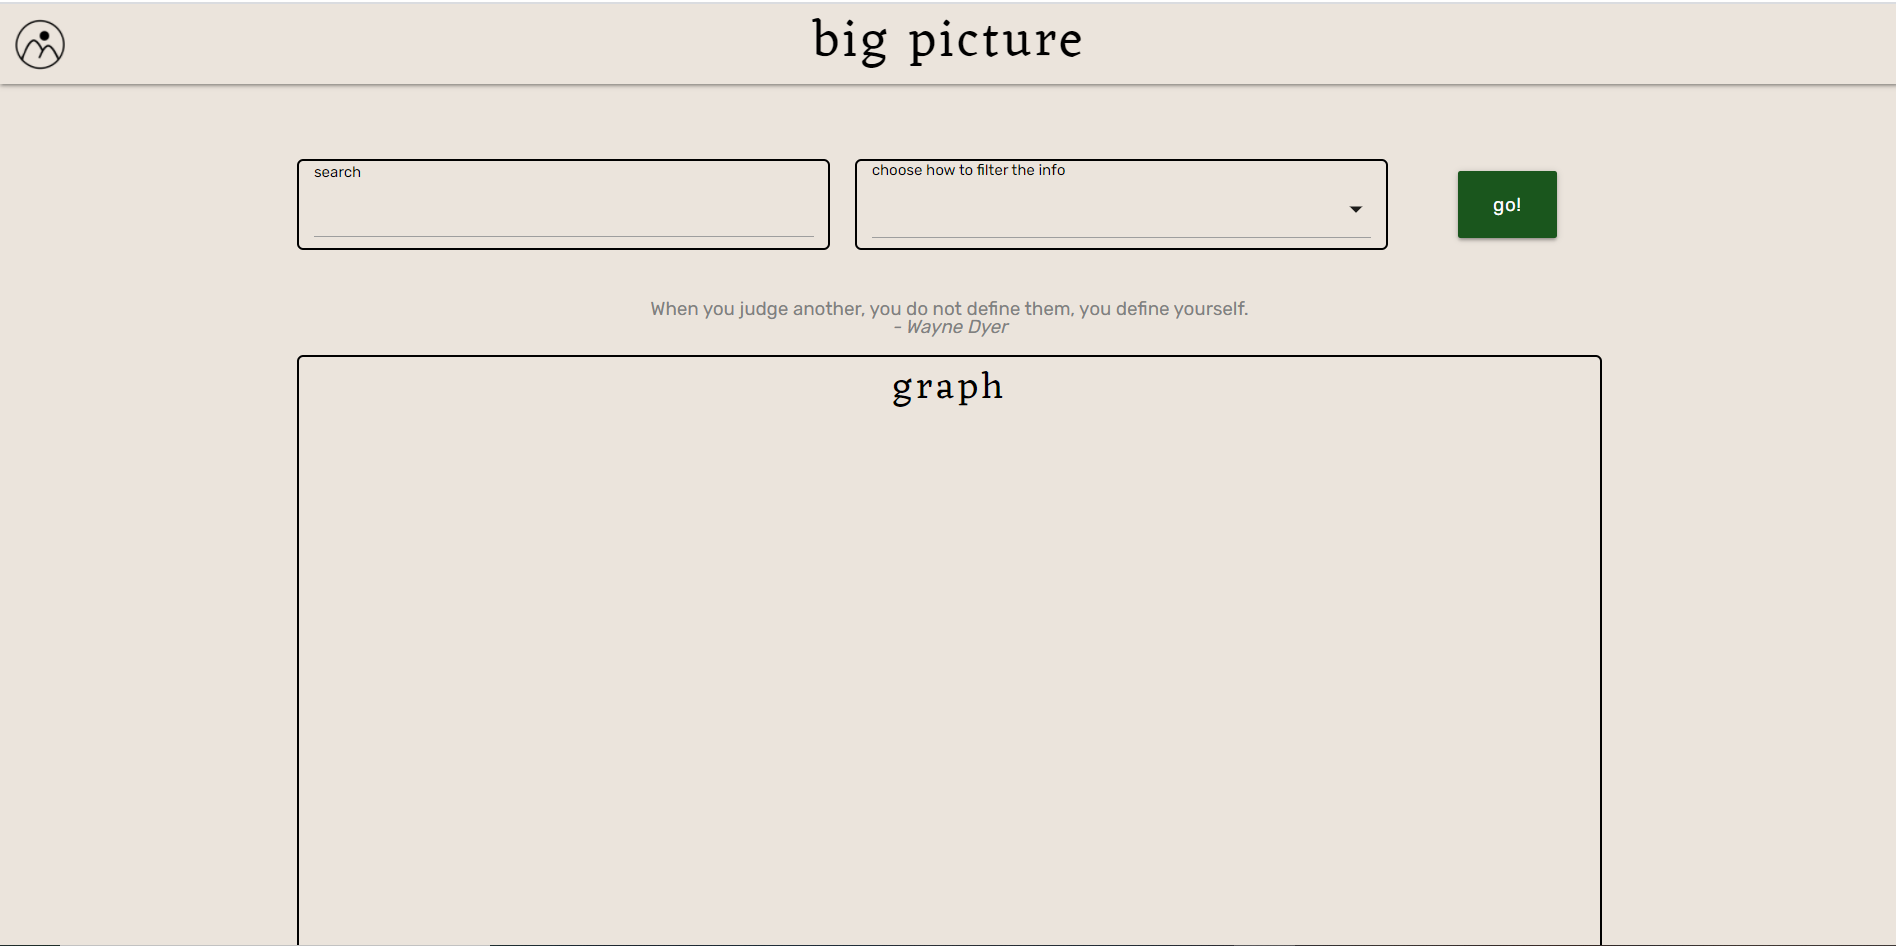 big picture
search
choose how to filter the info
go!
When you judge another, you do not define them, you define yourself.
- Wayne Dyer
graph